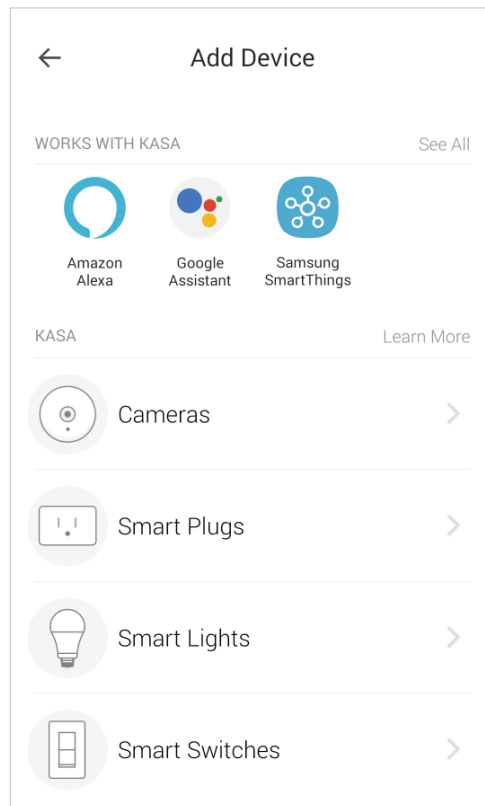 Add Device
WORKS WITH KASA See All
Amazon Google Samsung
Alexa Assistant SmartThings
KASA Learn More
Cameras
Smart Plugs
Smart Lights
Smart Switches